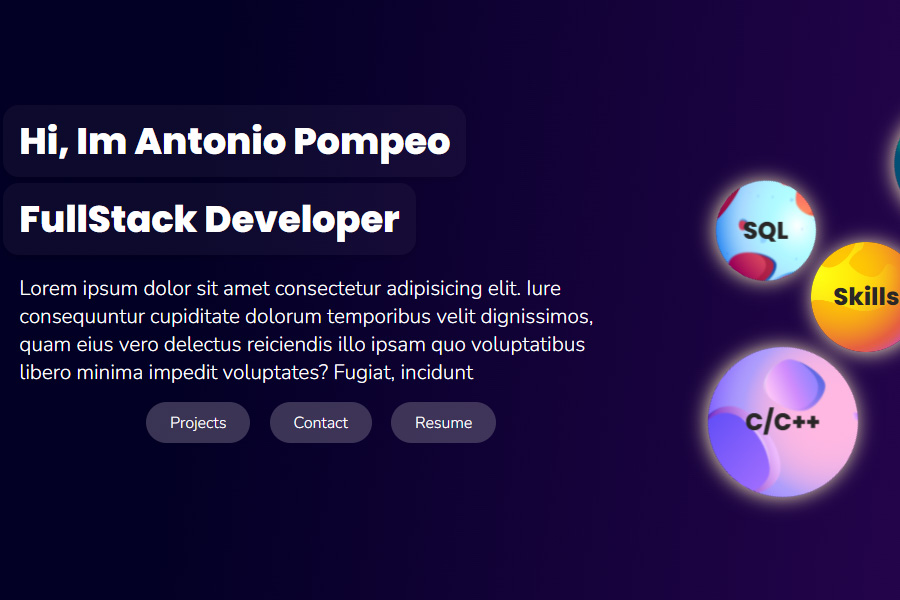 Hi, Im Antonio Pompeo
FullStack Developer
Lorem ipsum dolor sit amet consectetur adipisicing elit. Iure
consequuntur cupiditate dolorum temporibus velit dignissimos,
quam eius vero delectus reiciendis illo ipsam quo voluptatibus
libero minima impedit voluptates? Fugiat, incidunt
Projects Contact Resume
SQL
Skills
C/C++